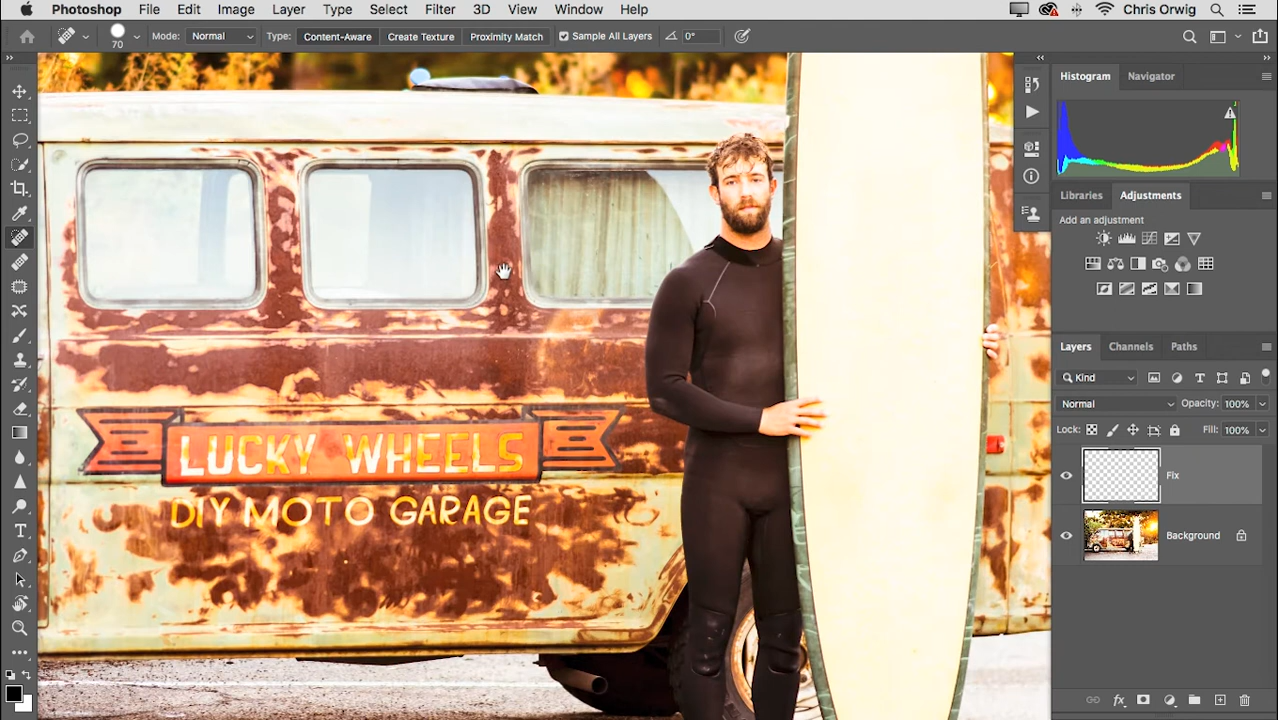 Photoshop File Edit Image Layer Type Select Filter 3D View Window Help Chris Orwig
70 Mode: Normal Type: Content-Aware Create Texture Proximity Match Sample All Layers 0°
Histogram Navigator
Libraries Adjustments
Add an adjustment
LUCKY WHEELS
DIY MOTO GARAGE
Layers Channels Paths
Kind
Normal Opacity: 100%
Lock: Fill: 100%
Fix
Background